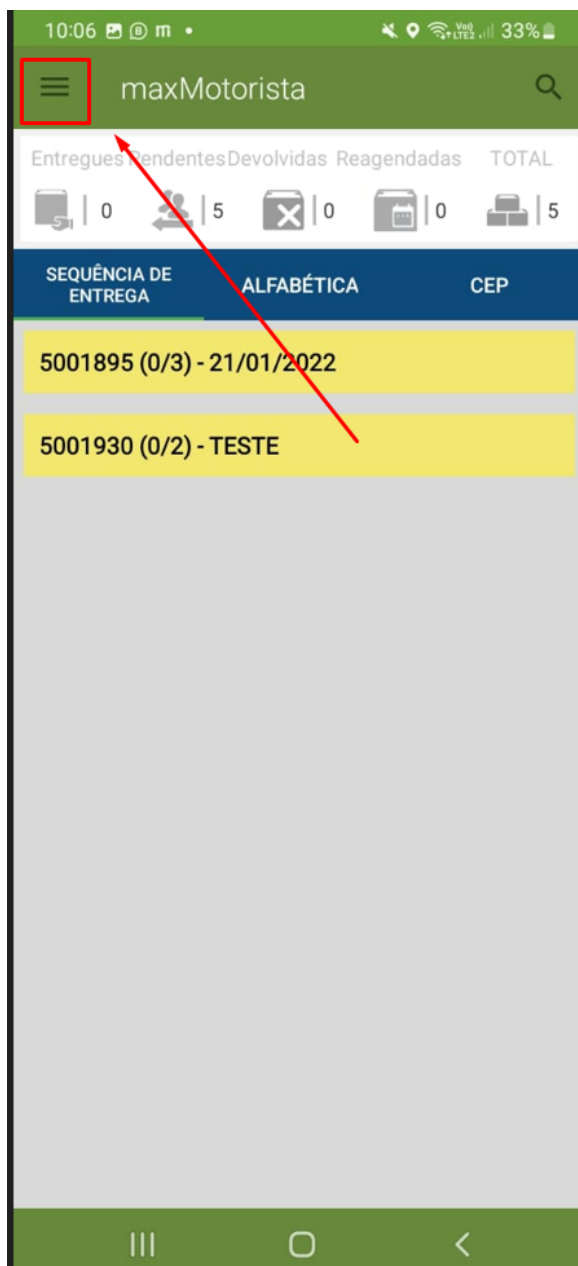 10:06 m LTE2 33%
maxMotorista
Entregues Pendentes Devolvidas Reagendadas TOTAL
0 5 0 0 5
SEQUÊNCIA DE ENTREGA ALFABÉTICA CEP
5001895 (0/3) - 21/01/2022
5001930 (0/2) - TESTE